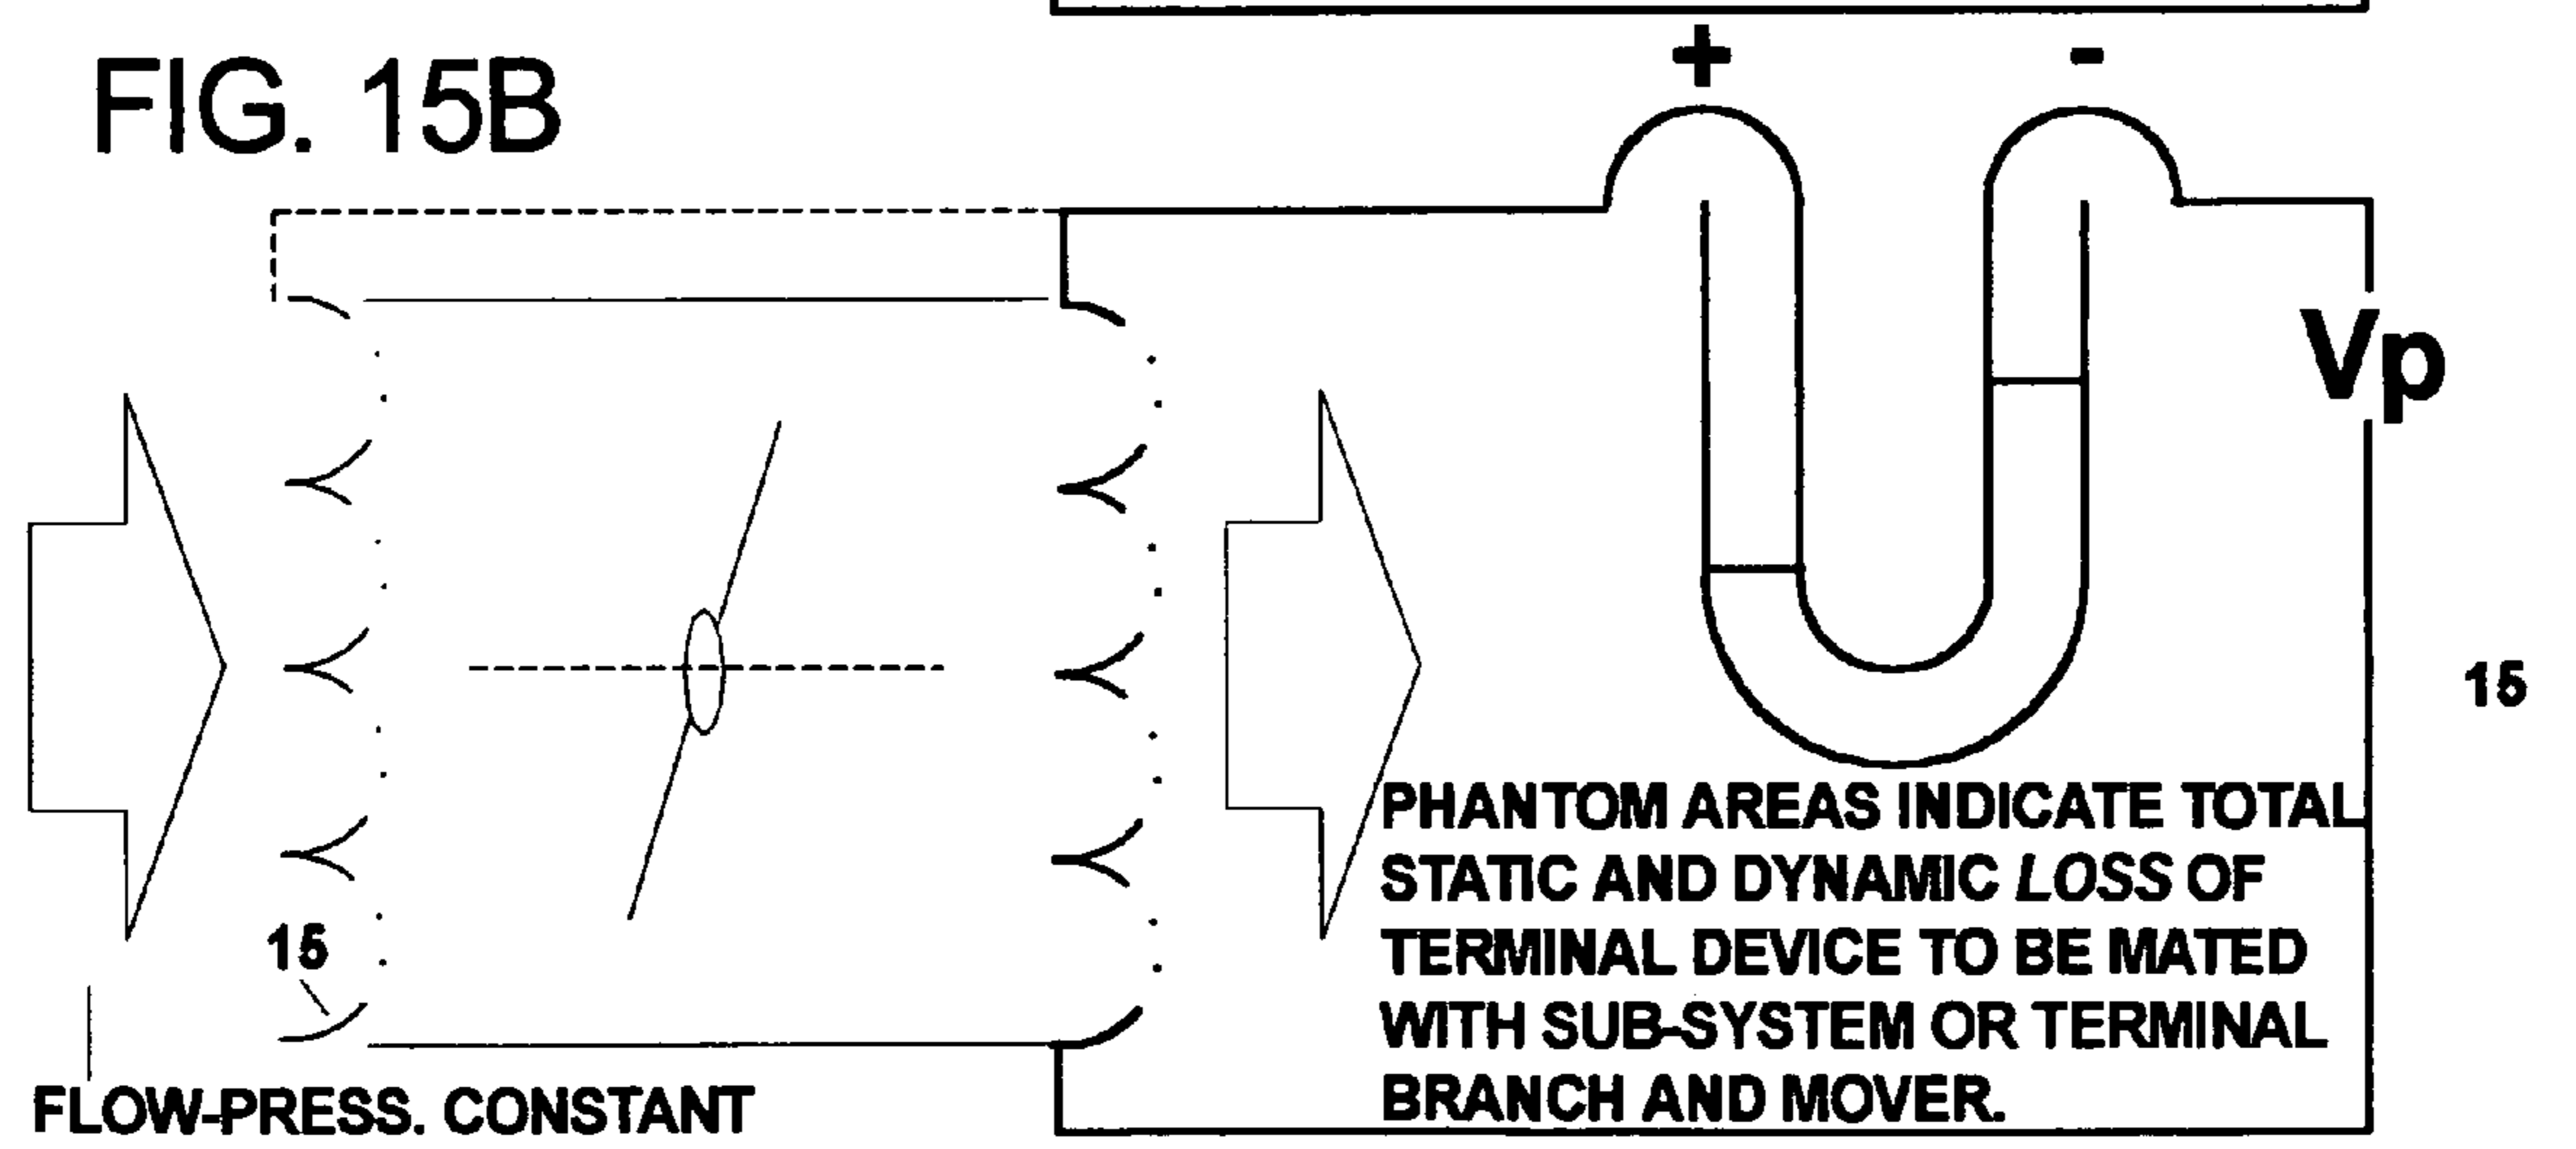 FIG. 15B
+ -
Vp
15
PHANTOM AREAS INDICATE TOTAL
STATIC AND DYNAMIC LOSS OF
TERMINAL DEVICE TO BE MATED
WITH SUB-SYSTEM OR TERMINAL
BRANCH AND MOVER.
15
FLOW-PRESS. CONSTANT